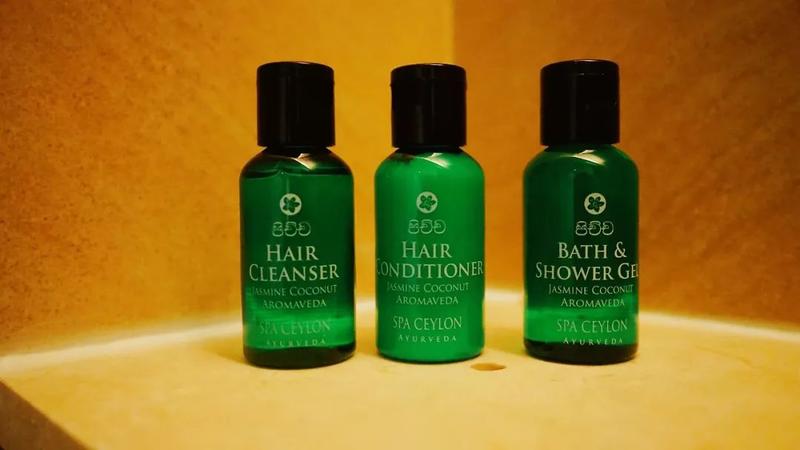 පිච්ච
HAIR
CLEANSER
JASMINE COCONUT
AROMAVEDA
SPA CEYLON
AYURVEDA
පිච්ච
HAIR
CONDITIONER
JASMINE COCONUT
AROMAVEDA
SPA CEYLON
AYURVEDA
පිච්ච
BATH &
SHOWER GEL
JASMINE COCONUT
AROMAVEDA
SPA CEYLON
AYURVEDA